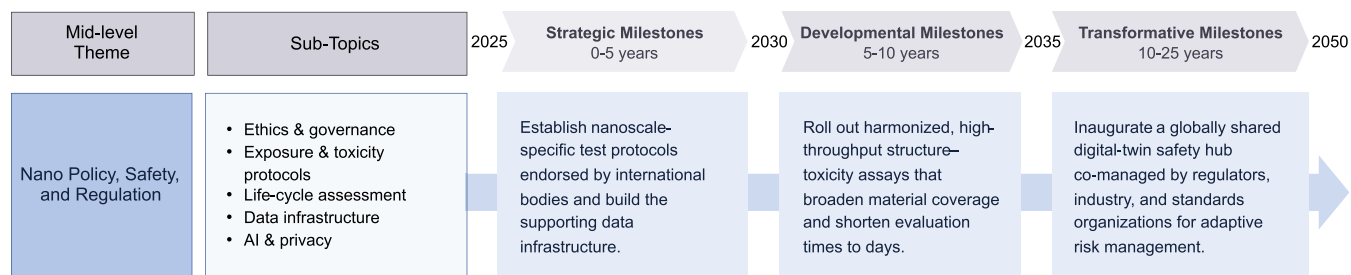 Mid-level
Theme
Sub-Topics
2025
Strategic Milestones
0-5 years
2030
Developmental Milestones
5-10 years
2035
Transformative Milestones
10-25 years
2050
Nano Policy, Safety,
and Regulation
• Ethics & governance
• Exposure & toxicity
protocols
• Life-cycle assessment
• Data infrastructure
• AI & privacy
Establish nanoscale-
specific test protocols
endorsed by international
bodies and build the
supporting data
infrastructure.
Roll out harmonized, high-
throughput structure–
toxicity assays that
broaden material coverage
and shorten evaluation
times to days.
Inaugurate a globally shared
digital-twin safety hub
co-managed by regulators,
industry, and standards
organizations for adaptive
risk management.